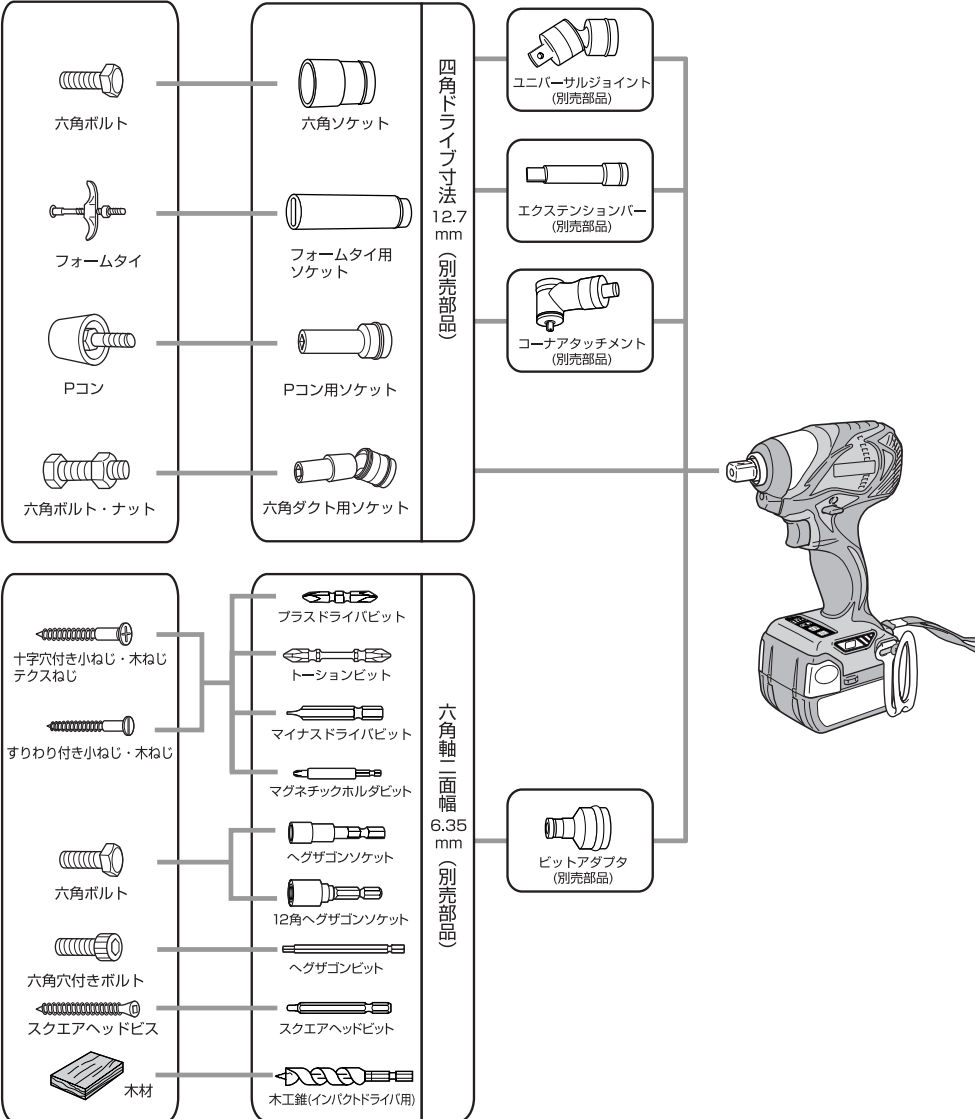 六角ボルト
六角ソケット
フォームタイ
フォームタイ用
ソケット
Pコン
Pコン用ソケット
六角ボルト・ナット
六角ダクト用ソケット
四角ドライブ寸法12.7mm(別売部品)
ユニバーサルジョイント
(別売部品)
エクステンションバー
(別売部品)
コーナアタッチメント
(別売部品)
十字穴付き小ねじ・木ねじ
テクスねじ
すりわり付き小ねじ・木ねじ
プラスドライバビット
トーションビット
マイナスドライバビット
マグネチックホルダビット
六角ボルト
ヘグザゴンソケット
12角ヘグザゴンソケット
六角穴付きボルト
ヘグザゴンビット
スクエアヘッドビス
スクエアヘッドビット
木材
木工錐(インパクトドライバ用)
六角軸二面幅6.35mm(別売部品)
ビットアダプタ
(別売部品)